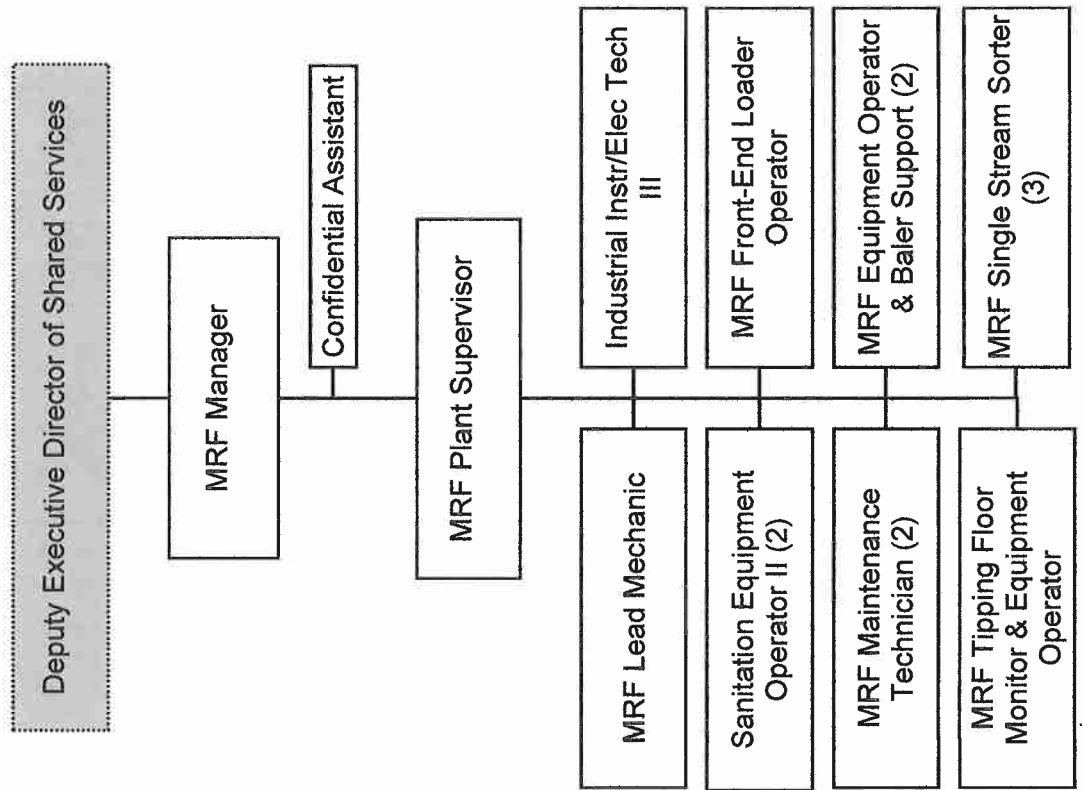 Deputy Executive Director of Shared Services
MRF Manager
Confidential Assistant
MRF Plant Supervisor
MRF Lead Mechanic
Industrial Instr/Elec Tech
III
Sanitation Equipment
Operator II (2)
MRF Front-End Loader
Operator
MRF Maintenance
Technician (2)
MRF Equipment Operator
& Baler Support (2)
MRF Tipping Floor
Monitor & Equipment
Operator
MRF Single Stream Sorter
(3)